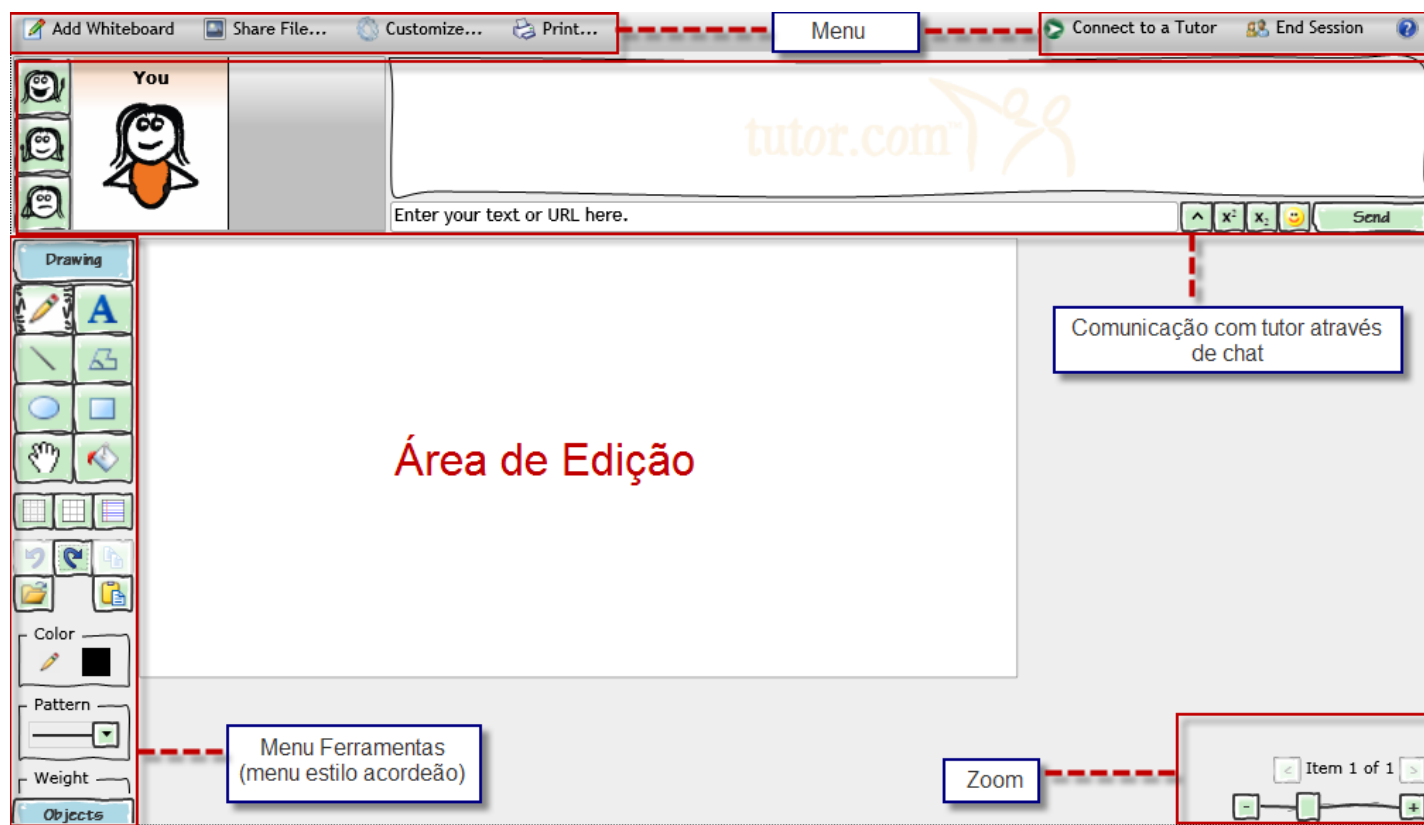 Add Whiteboard Share File... Customize... Print... Menu Connect to a Tutor End Session ?
You
tutor.com™
Enter your text or URL here. ^ x² x₂ Send
Drawing
A
Comunicação com tutor através
de chat
Área de Edição
Color
Pattern
Menu Ferramentas
(menu estilo acordeão)
Weight
Objects
Zoom
< Item 1 of 1 >
- +